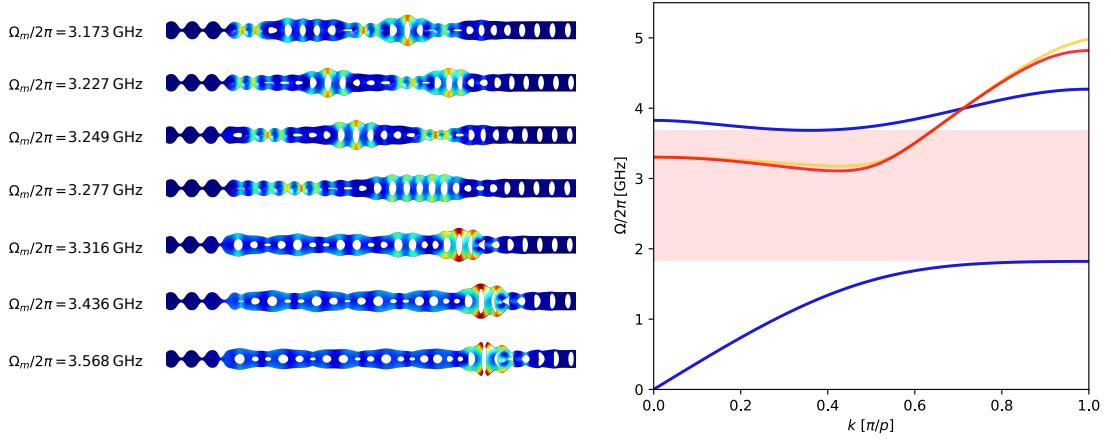 Ωm/2π = 3.173 GHz
Ωm/2π = 3.227 GHz
Ωm/2π = 3.249 GHz
Ωm/2π = 3.277 GHz
Ωm/2π = 3.316 GHz
Ωm/2π = 3.436 GHz
Ωm/2π = 3.568 GHz
Ω/2π [GHz]
5
4
3
2
1
0
0.0 0.2 0.4 0.6 0.8 1.0
k [π/p]